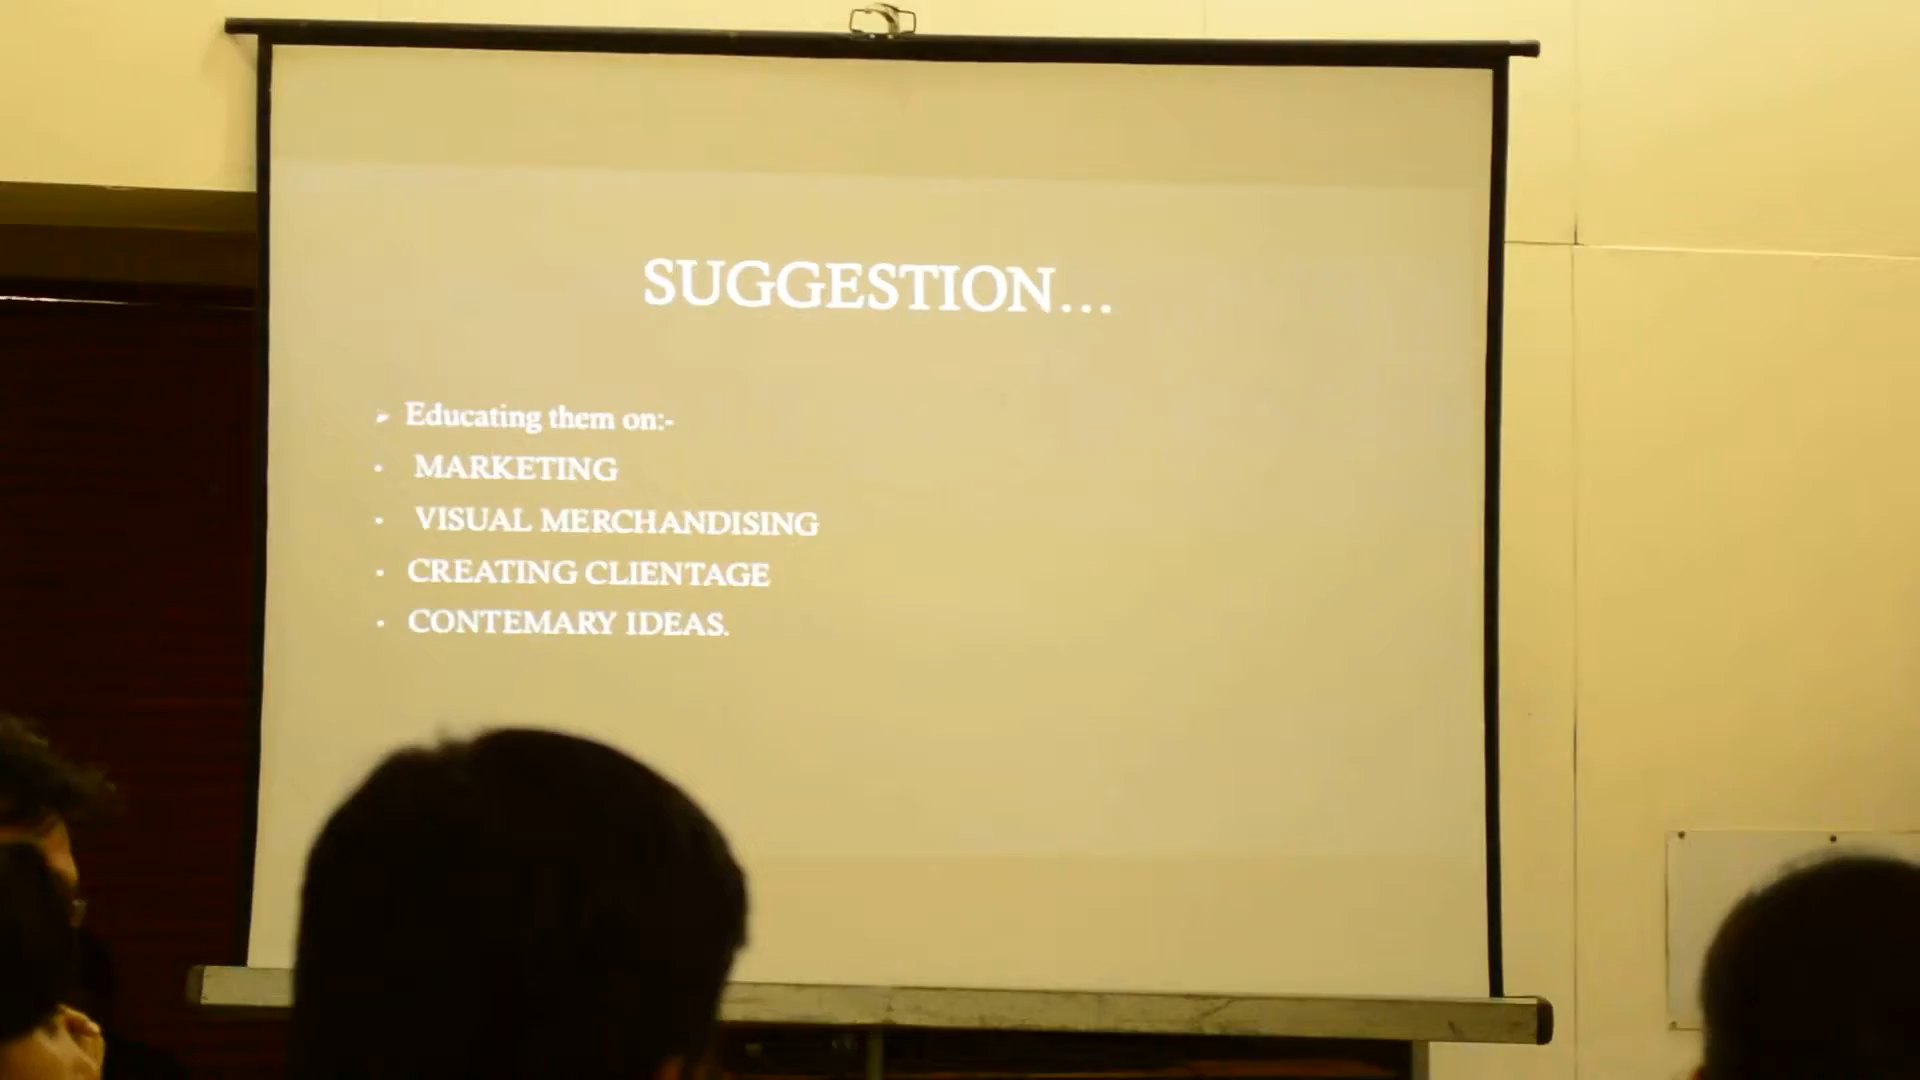 SUGGESTION...
➢ Educating them on:-
• MARKETING
• VISUAL MERCHANDISING
• CREATING CLIENTAGE
• CONTEMARY IDEAS.